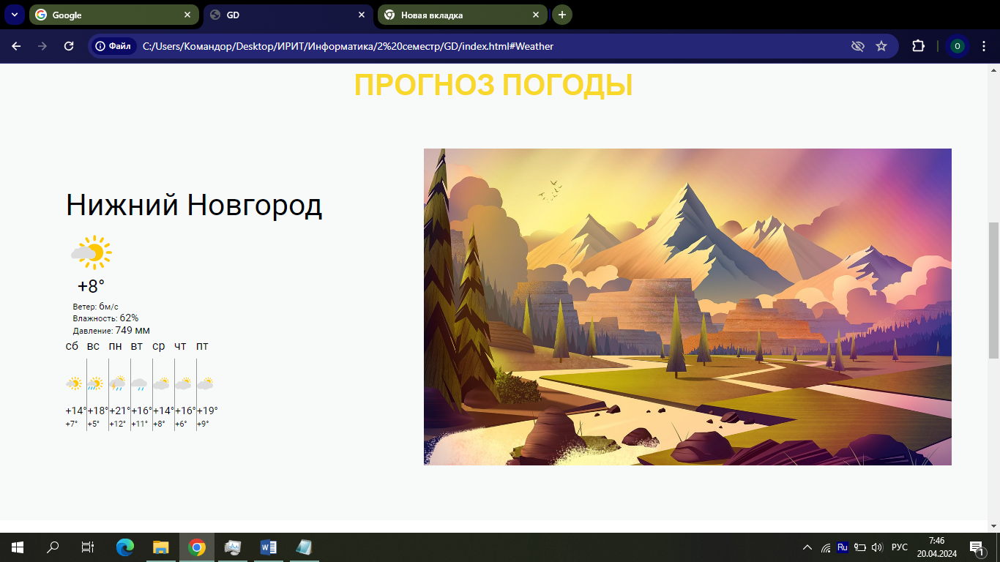 Google
GD
Новая вкладка
Файл C:/Users/Командор/Desktop/ИРИТ/Информатика/2%20семестр/GD/index.html#Weather
О
ПРОГНОЗ ПОГОДЫ
Нижний Новгород
+8°
Ветер: 6м/с
Влажность: 62%
Давление: 749 мм
сб вс пн вт ср чт пт
+14° +18° +21° +16° +14° +16° +19°
+7° +5° +12° +11° +8° +6° +9°
Ru РУС 7:46
20.04.2024
1